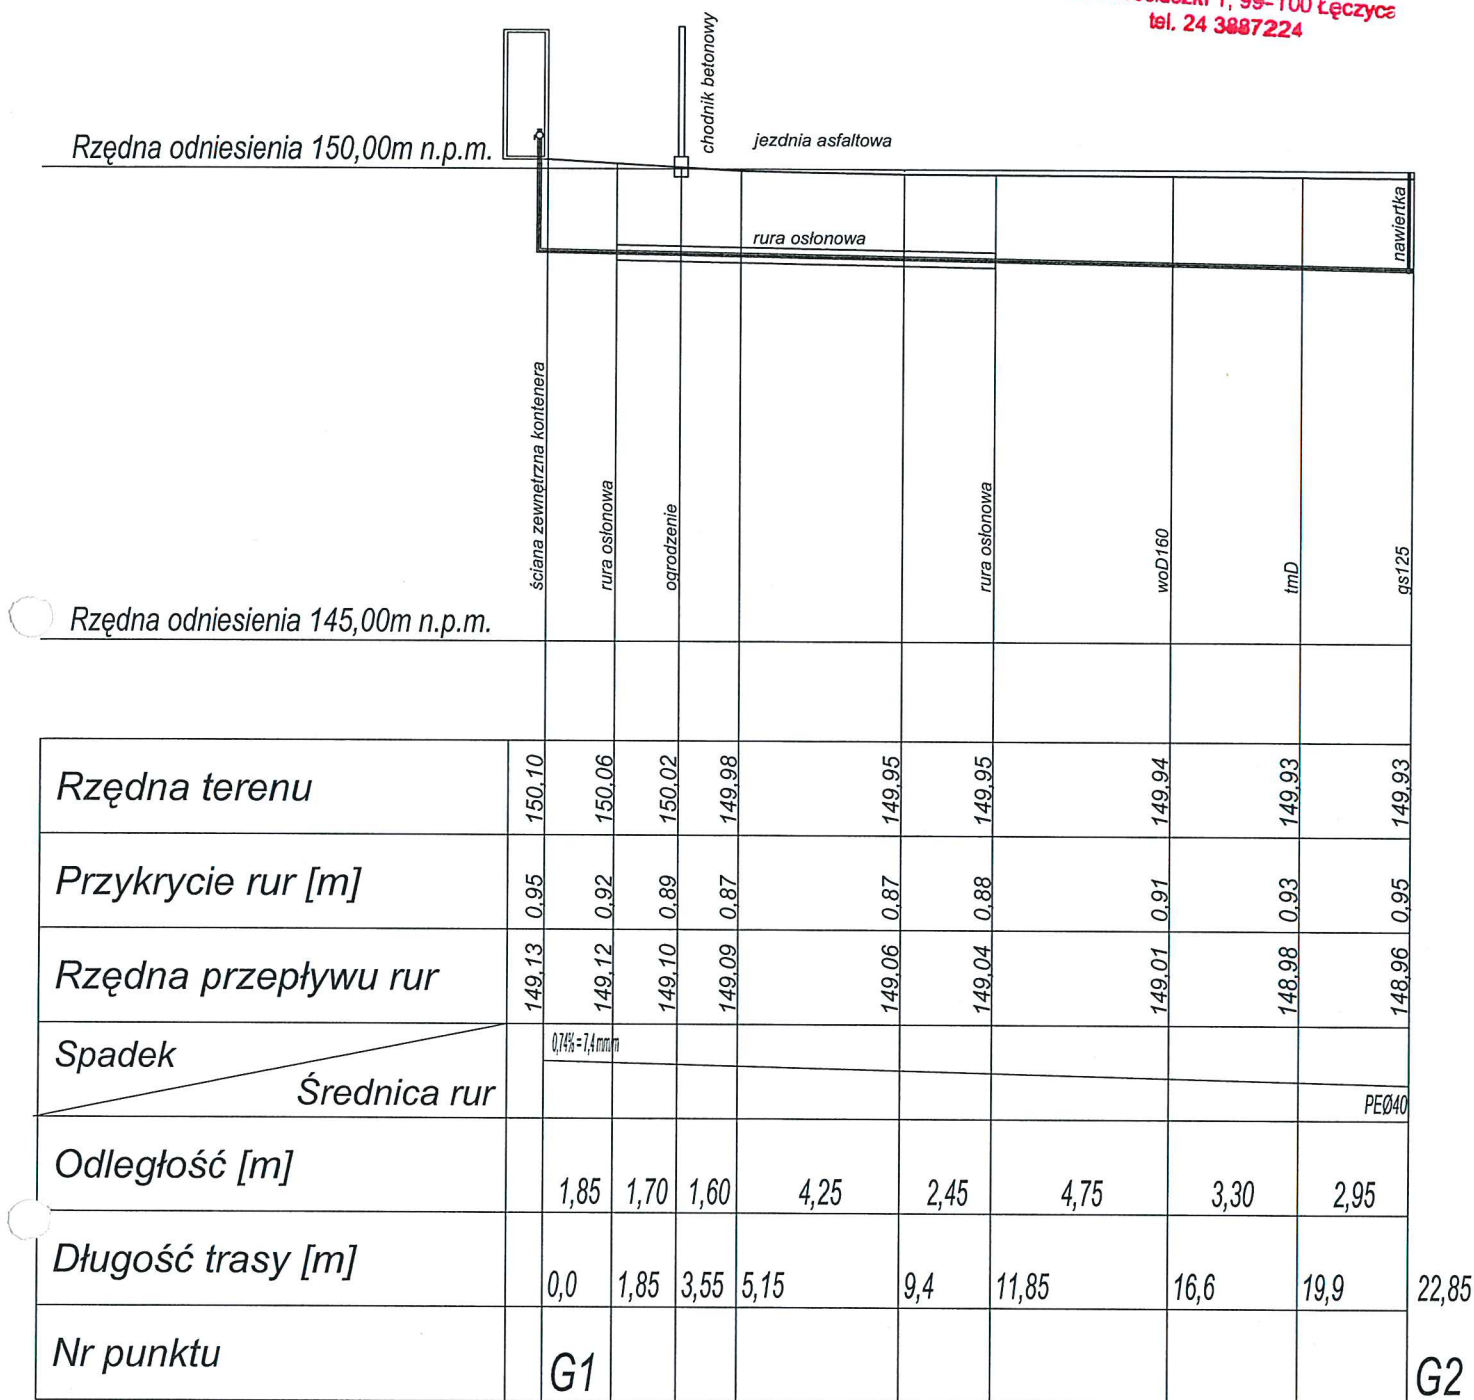 1, 99-100 Łęczyca
tel. 24 3887224
chodnik betonowy
Rzędna odniesienia 150,00m n.p.m.
jezdnia asfaltowa
rura osłonowa
nawiertka
ściana zewnętrzna kontenera
rura osłonowa
ogrodzenie
rura osłonowa
woD160
tmD
gs125
Rzędna odniesienia 145,00m n.p.m.
Rzędna terenu 150,10 150,06 150,02 149,98 149,95 149,95 149,94 149,93 149,93
Przykrycie rur [m] 0,95 0,92 0,89 0,87 0,87 0,88 0,91 0,93 0,95
Rzędna przepływu rur 149,13 149,12 149,10 149,09 149,06 149,04 149,01 148,98 148,96
Spadek 0,74% = 7,4 mm/m
Średnica rur PEØ40
Odległość [m] 1,85 1,70 1,60 4,25 2,45 4,75 3,30 2,95
Długość trasy [m] 0,0 1,85 3,55 5,15 9,4 11,85 16,6 19,9 22,85
Nr punktu G1 G2